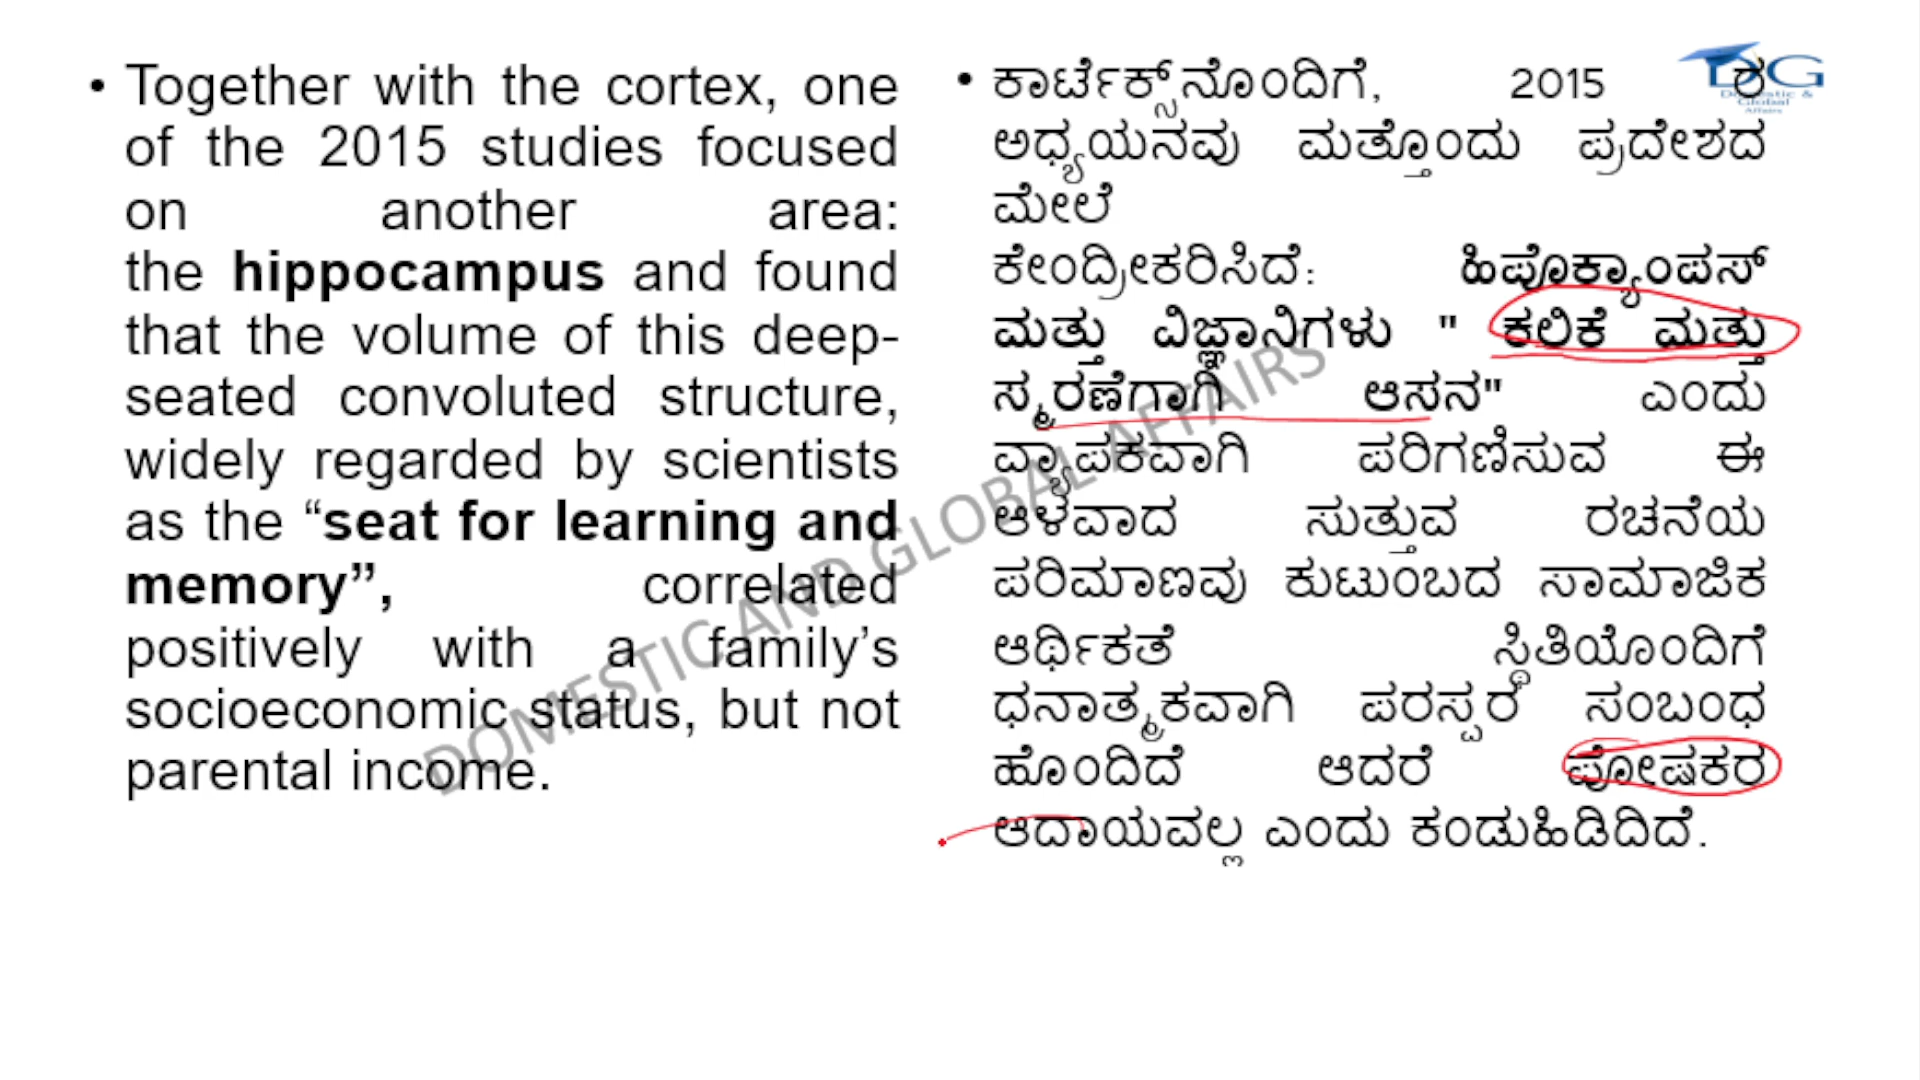 • Together with the cortex, one
of the 2015 studies focused
on another area:
the hippocampus and found
that the volume of this deep-
seated convoluted structure,
widely regarded by scientists
as the “seat for learning and
memory”, correlated
positively with a family’s
socioeconomic status, but not
parental income.
• ಕಾರ್ಟೆಕ್ಸ್‌ನೊಂದಿಗೆ, 2015 ರ
ಅಧ್ಯಯನವು ಮತ್ತೊಂದು ಪ್ರದೇಶದ
ಮೇಲೆ
ಕೇಂದ್ರೀಕರಿಸಿದೆ: ಹಿಪೊಕ್ಯಾಂಪಸ್
ಮತ್ತು ವಿಜ್ಞಾನಿಗಳು " ಕಲಿಕೆ ಮತ್ತು
ಸ್ಮರಣೆಗಾಗಿ ಆಸನ" ಎಂದು
ವ್ಯಾಪಕವಾಗಿ ಪರಿಗಣಿಸುವ ಈ
ಆಳವಾದ ಸುತ್ತುವ ರಚನೆಯ
ಪರಿಮಾಣವು ಕುಟುಂಬದ ಸಾಮಾಜಿಕ
ಆರ್ಥಿಕತೆ ಸ್ಥಿತಿಯೊಂದಿಗೆ
ಧನಾತ್ಮಕವಾಗಿ ಪರಸ್ಪರ ಸಂಬಂಧ
ಹೊಂದಿದೆ ಆದರೆ ಪೋಷಕರ
ಆದಾಯವಲ್ಲ ಎಂದು ಕಂಡುಹಿಡಿದಿದೆ.
DG
Domestic &
Global
Affairs
DOMESTIC AND GLOBAL AFFAIRS